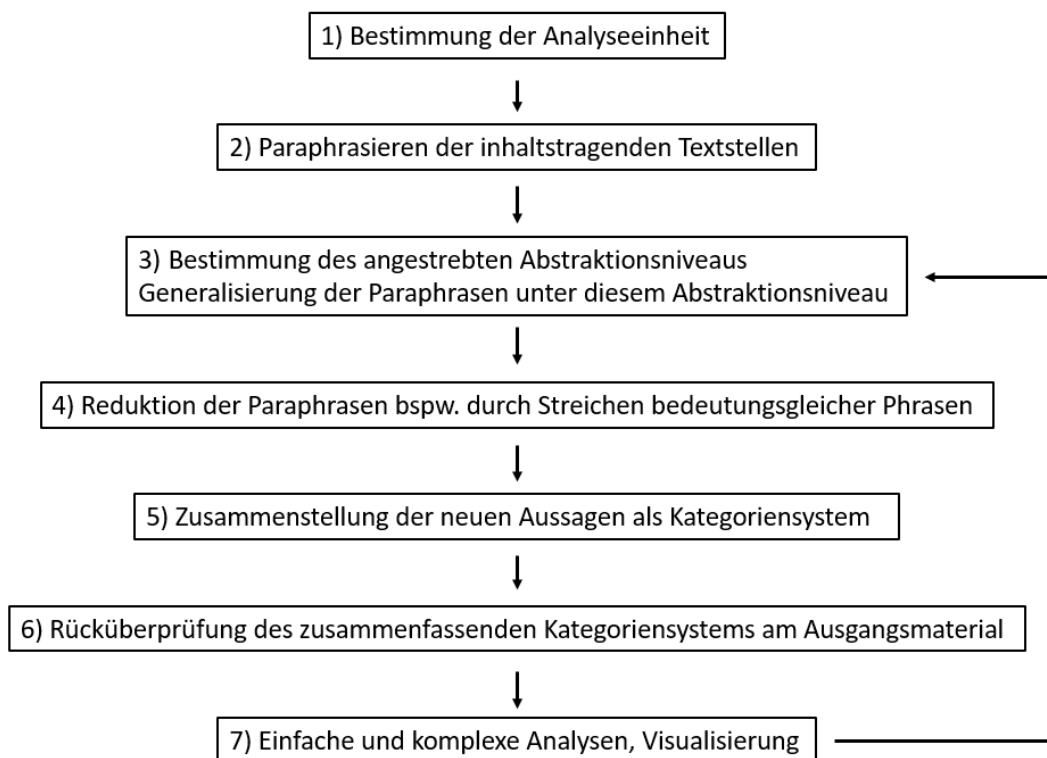 1) Bestimmung der Analyseeinheit
2) Paraphrasieren der inhaltstragenden Textstellen
3) Bestimmung des angestrebten Abstraktionsniveaus
Generalisierung der Paraphrasen unter diesem Abstraktionsniveau
4) Reduktion der Paraphrasen bspw. durch Streichen bedeutungsgleicher Phrasen
5) Zusammenstellung der neuen Aussagen als Kategoriensystem
6) Rücküberprüfung des zusammenfassenden Kategoriensystems am Ausgangsmaterial
7) Einfache und komplexe Analysen, Visualisierung